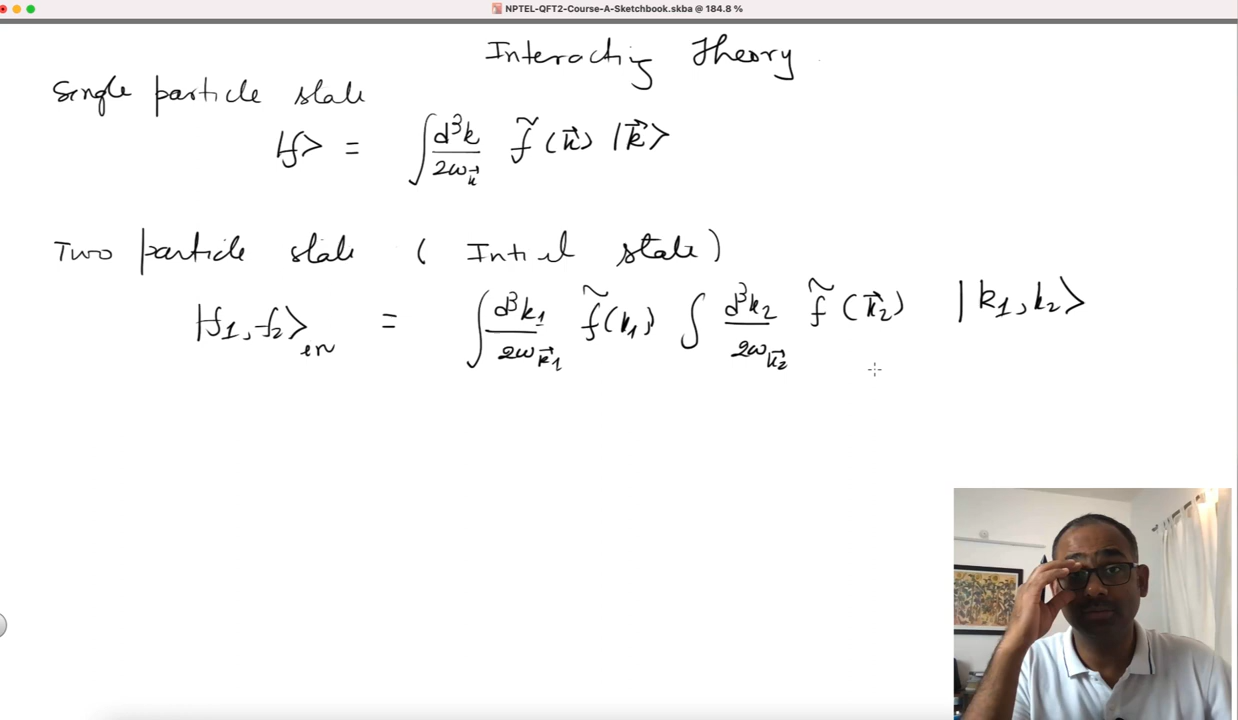 NPTEL-QFT2-Course-A-Sketchbook.skba @ 184.8 %
Interacting Theory
Single particle state
|f> = ∫ d³k/2ω_k⃗ f̃(k⃗) |k⃗>
Two particle state ( Initial state)
|f1, f2>_in = ∫ d³k1/2ω_k⃗1 f̃(k1) ∫ d³k2/2ω_k⃗2 f̃(k⃗2) |k1, k2>